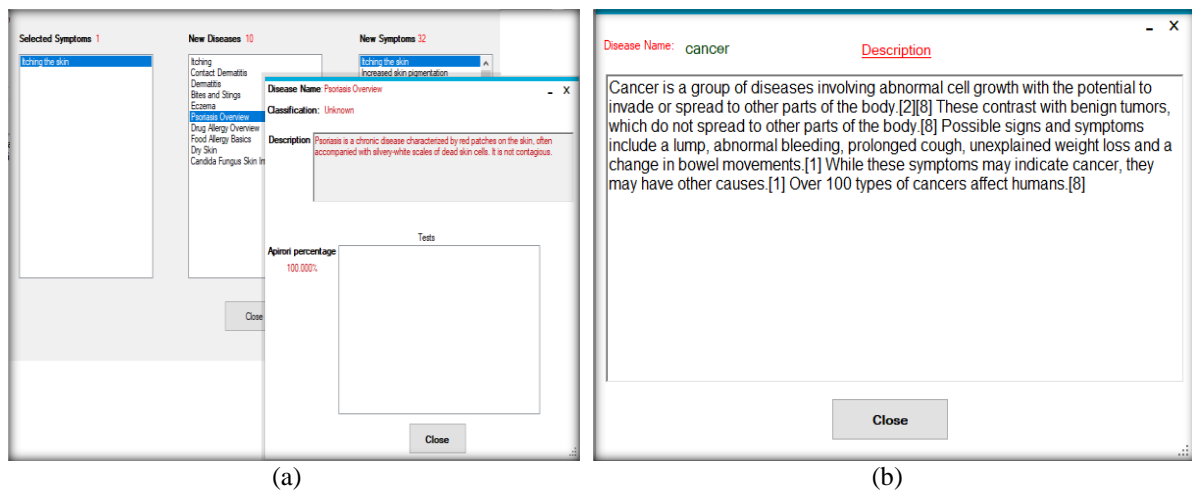 Selected Symptoms 1
Itching the skin
New Diseases 10
Itching
Contact Dermatitis
Dermatitis
Bites and Stings
Eczema
Psoriasis Overview
Drug Allergy Overview
Food Allergy Basics
Dry Skin
Candida Fungus Skin In
New Symptoms 32
Itching the skin
Increased skin pigmentation
Close
Disease Name Psoriasis Overview
- X
Classification: Unknown
Description
Psoriasis is a chronic disease characterized by red patches on the skin, often
accompanied with silvery-white scales of dead skin cells. It is not contagious.
Tests
Apirori percentage
100.000%
Close
(a)
- X
Disease Name: cancer
Description
Cancer is a group of diseases involving abnormal cell growth with the potential to
invade or spread to other parts of the body.[2][8] These contrast with benign tumors,
which do not spread to other parts of the body.[8] Possible signs and symptoms
include a lump, abnormal bleeding, prolonged cough, unexplained weight loss and a
change in bowel movements.[1] While these symptoms may indicate cancer, they
may have other causes.[1] Over 100 types of cancers affect humans.[8]
Close
(b)